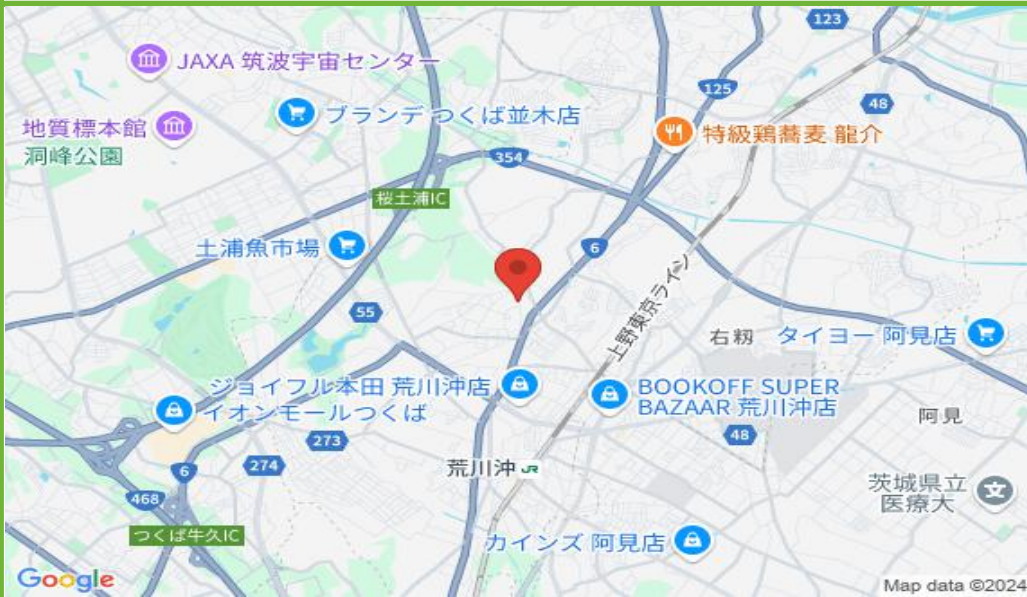 123
JAXA 筑波宇宙センター
125
48
ブランデ つくば並木店
地質標本館
洞峰公園
特級鶏蕎麦 龍介
354
桜土浦IC
土浦魚市場
6
上野東京ライン
55
右籾
タイヨー 阿見店
ジョイフル本田 荒川沖店
イオンモールつくば
BOOKOFF SUPER
BAZAAR 荒川沖店
阿見
273
48
274
6
荒川沖 JR
468
茨城県立
医療大
つくば牛久IC
カインズ 阿見店
Google
Map data ©2024